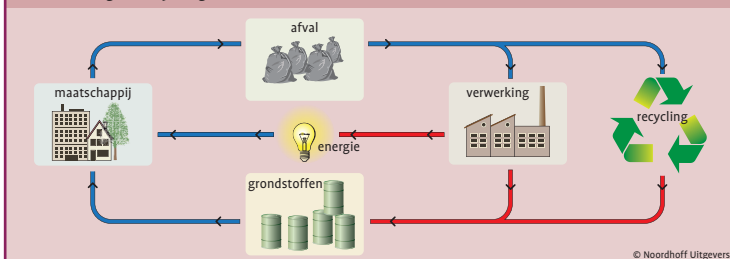 afval
maatschappij
verwerking
recycling
energie
grondstoffen
© Noordhoff Uitgevers